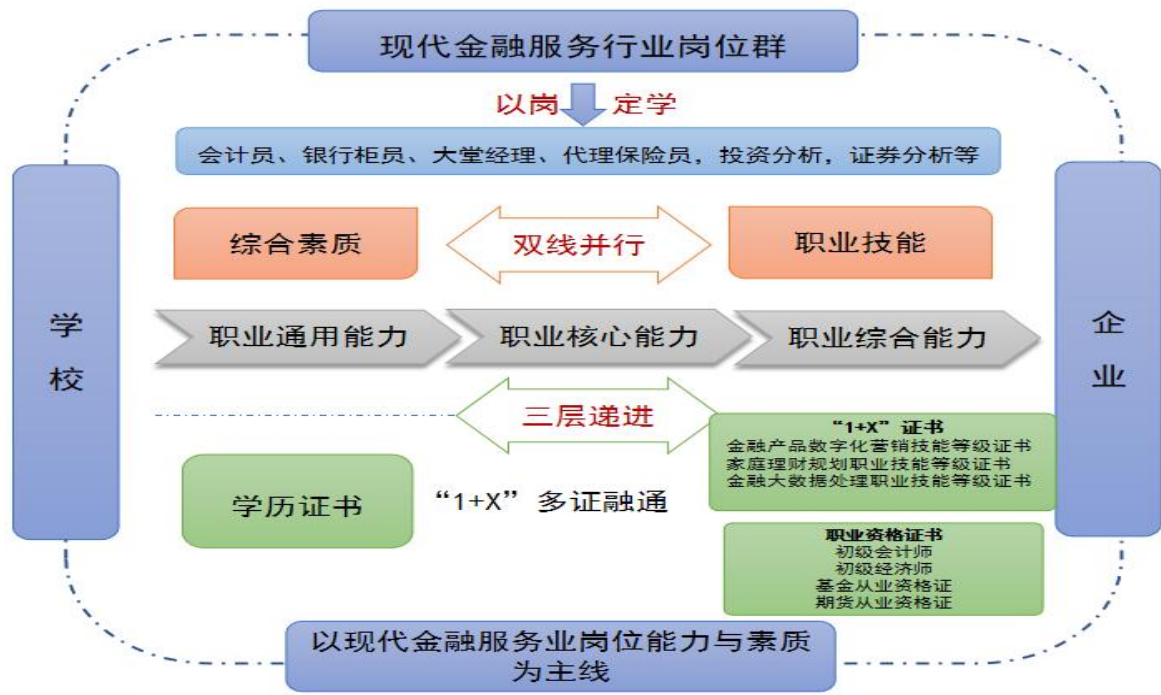 现代金融服务行业岗位群
以岗 定学
会计员、银行柜员、大堂经理、代理保险员，投资分析，证券分析等
学校
企业
综合素质
双线并行
职业技能
职业通用能力
职业核心能力
职业综合能力
三层递进
学历证书
“1+X”多证融通
“1+X”证书
金融产品数字化营销技能等级证书
家庭理财规划职业技能等级证书
金融大数据处理职业技能等级证书
职业资格证书
初级会计师
初级经济师
基金从业资格证
期货从业资格证
以现代金融服务业岗位能力与素质
为主线